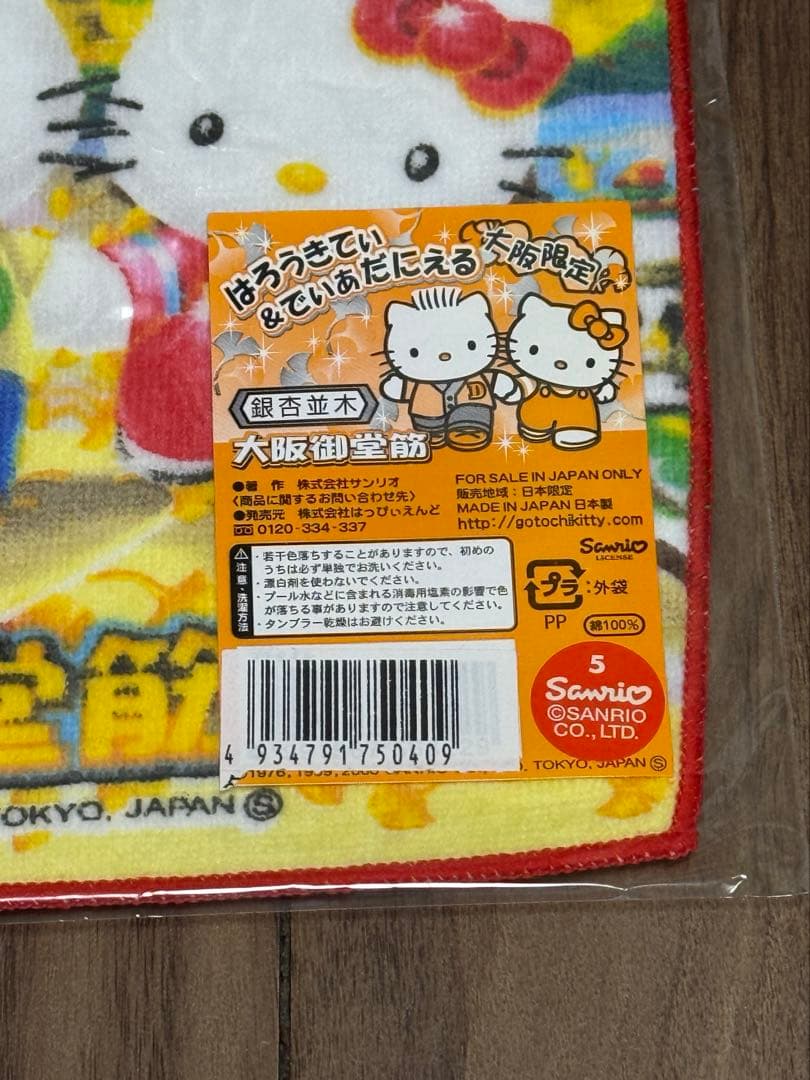 はろうきてぃ
&でいぁだにえる
大阪限定
D
銀杏並木
大阪御堂筋
●著 作 株式会社サンリオ
〈商品に関するお問い合わせ先〉
●発売元 株式会社はっぴぃえんど
0120-334-337
FOR SALE IN JAPAN ONLY
販売地域:日本限定
MADE IN JAPAN 日本製
http://gotochikitty.com
Sanrio
LICENSE
注意・洗濯方法
・若干色落ちすることがありますので、初めの
うちは必ず単独でお洗いください。
・漂白剤を使わないでください。
・プール水などに含まれる消毒用塩素の影響で色
が落ちる事がありますので注意してください。
・タンブラー乾燥はお避けください。
プラ
:外袋
PP
綿100%
5
Sanrio
©SANRIO
CO., LTD.
4 934791 750409
TOKYO, JAPAN Ⓢ
堂筋
TOKYO, JAPAN Ⓢ